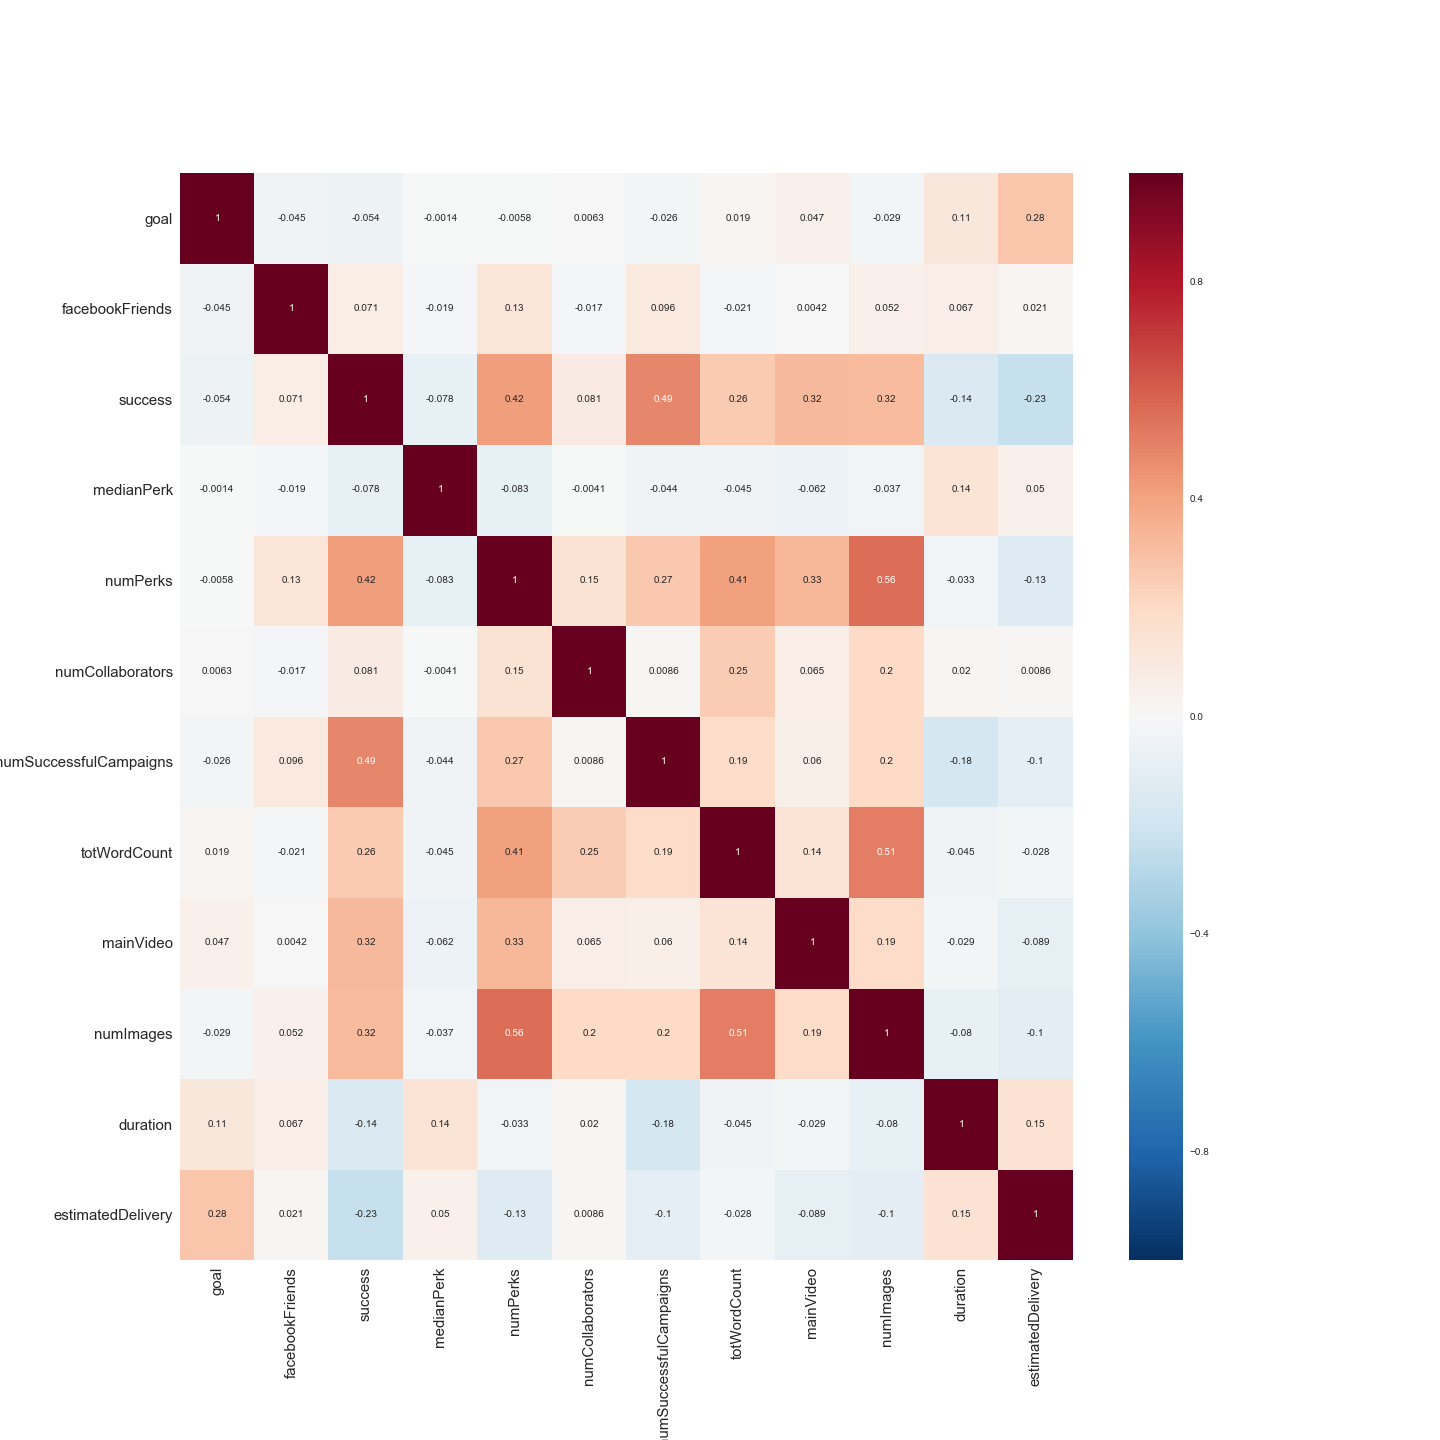 goal 1 -0.045 -0.054 -0.0014 -0.0058 0.0063 -0.026 0.019 0.047 -0.029 0.11 0.28
facebookFriends -0.045 1 0.071 -0.019 0.13 -0.017 0.096 -0.021 0.0042 0.052 0.067 0.021
success -0.054 0.071 1 -0.078 0.42 0.081 0.49 0.26 0.32 0.32 -0.14 -0.23
medianPerk -0.0014 -0.019 -0.078 1 -0.083 -0.0041 -0.044 -0.045 -0.062 -0.037 0.14 0.05
numPerks -0.0058 0.13 0.42 -0.083 1 0.15 0.27 0.41 0.33 0.56 -0.033 -0.13
numCollaborators 0.0063 -0.017 0.081 -0.0041 0.15 1 0.0086 0.25 0.065 0.2 0.02 0.0086
numSuccessfulCampaigns -0.026 0.096 0.49 -0.044 0.27 0.0086 1 0.19 0.06 0.2 -0.18 -0.1
totWordCount 0.019 -0.021 0.26 -0.045 0.41 0.25 0.19 1 0.14 0.51 -0.045 -0.028
mainVideo 0.047 0.0042 0.32 -0.062 0.33 0.065 0.06 0.14 1 0.19 -0.029 -0.089
numImages -0.029 0.052 0.32 -0.037 0.56 0.2 0.2 0.51 0.19 1 -0.08 -0.1
duration 0.11 0.067 -0.14 0.14 -0.033 0.02 -0.18 -0.045 -0.029 -0.08 1 0.15
estimatedDelivery 0.28 0.021 -0.23 0.05 -0.13 0.0086 -0.1 -0.028 -0.089 -0.1 0.15 1
goal
facebookFriends
success
medianPerk
numPerks
numCollaborators
numSuccessfulCampaigns
totWordCount
mainVideo
numImages
duration
estimatedDelivery
0.8
0.4
0.0
−0.4
−0.8